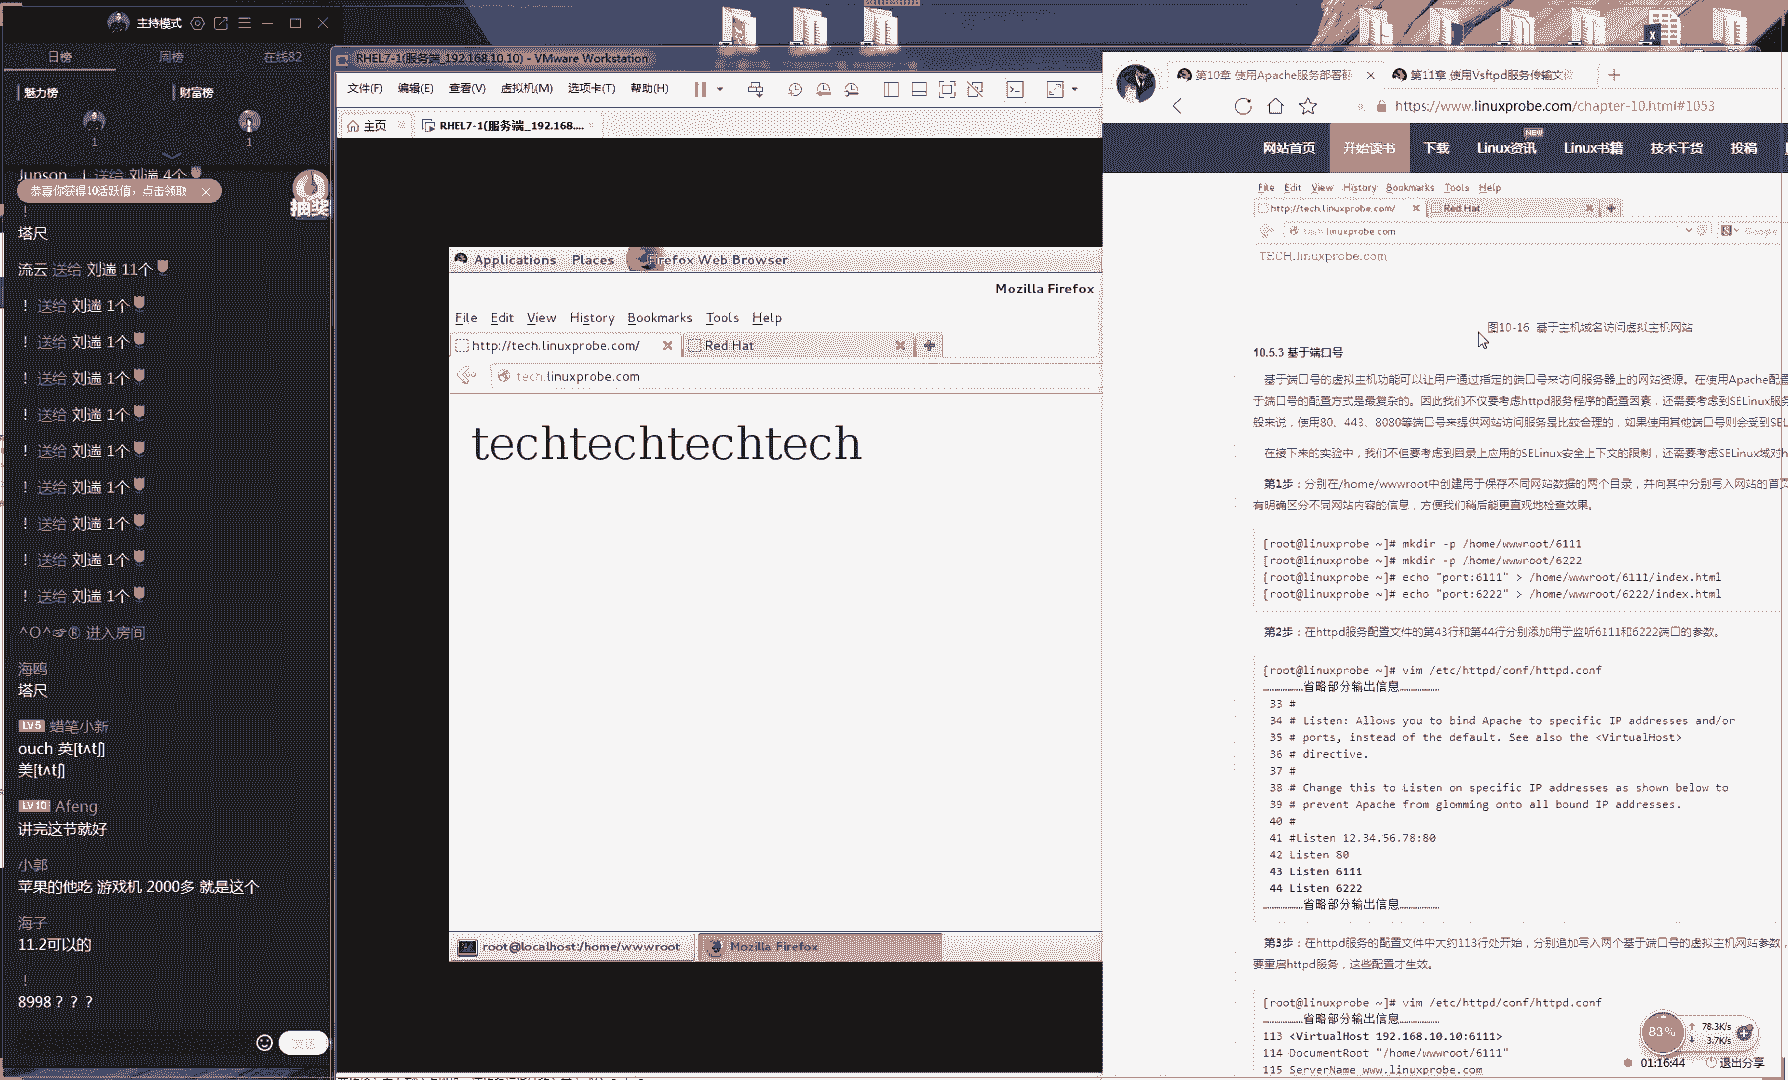 主持模式
日榜 周榜 在线82
魅力榜 财富榜
1 1
恭喜你获得10活跃值，点击领取
抽奖
塔尺
流云 送给 刘遄 11个
！ 送给 刘遄 1个
！ 送给 刘遄 1个
！ 送给 刘遄 1个
！ 送给 刘遄 1个
！ 送给 刘遄 1个
！ 送给 刘遄 1个
！ 送给 刘遄 1个
！ 送给 刘遄 1个
！ 送给 刘遄 1个
进入房间
海鸥
塔尺
LV5 蜡笔小新
ouch 英[tʌtʃ]
美[tʌtʃ]
LV10 Afeng
讲完这节就好
小郭
苹果的他吃 游戏机 2000多 就是这个
海子
11.2可以的
！
8998？？？
RHEL7-1(服务端_192.168.10.10) - VMware Workstation
文件(F) 编辑(E) 查看(V) 虚拟机(M) 选项卡(T) 帮助(H)
主页 RHEL7-1(服务端_192.168....
Applications Places Firefox Web Browser
Mozilla Firefox
File Edit View History Bookmarks Tools Help
http://tech.linuxprobe.com/ Red Hat
tech.linuxprobe.com
techtechtechtech
root@localhost:/home/wwwroot Mozilla Firefox
第10章 使用Apache服务部署 第11章 使用Vsftpd服务传输文
https://www.linuxprobe.com/chapter-10.html#1053
网站首页 开始读书 下载 Linux资讯 NEW Linux书籍 技术干货 投稿
File Edit View History Bookmarks Tools Help
http://tech.linuxprobe.com/ Red Hat
tech.linuxprobe.com Google
TECH.linuxprobe.com
图10-16 基于主机域名访问虚拟主机网站
10.5.3 基于端口号
基于端口号的虚拟主机功能可以让用户通过指定的端口号来访问服务器上的网站资源。在使用Apache配
于端口号的配置方式是最复杂的。因此我们不仅要考虑httpd服务程序的配置因素，还需要考虑到SELinux服
般来说，使用80、443、8080等端口号来提供网站访问服务是比较合理的，如果使用其他端口号则会受到SEL
在接下来的实验中，我们不但要考虑到目录上应用的SELinux安全上下文的限制，还需要考虑SELinux域对h
第1步：分别在/home/wwwroot中创建用于保存不同网站数据的两个目录，并向其中分别写入网站的首页
有明确区分不同网站内容的信息，方便我们稍后能更直观地检查效果。
[root@linuxprobe ~]# mkdir -p /home/wwwroot/6111
[root@linuxprobe ~]# mkdir -p /home/wwwroot/6222
[root@linuxprobe ~]# echo "port:6111" > /home/wwwroot/6111/index.html
[root@linuxprobe ~]# echo "port:6222" > /home/wwwroot/6222/index.html
第2步：在httpd服务配置文件的第43行和第44行分别添加用于监听6111和6222端口的参数。
[root@linuxprobe ~]# vim /etc/httpd/conf/httpd.conf
………………省略部分输出信息………………
33 #
34 # Listen: Allows you to bind Apache to specific IP addresses and/or
35 # ports, instead of the default. See also the <VirtualHost>
36 # directive.
37 #
38 # Change this to Listen on specific IP addresses as shown below to
39 # prevent Apache from glomming onto all bound IP addresses.
40 #
41 #Listen 12.34.56.78:80
42 Listen 80
43 Listen 6111
44 Listen 6222
………………省略部分输出信息………………
第3步：在httpd服务的配置文件中大约113行处开始，分别追加写入两个基于端口号的虚拟主机网站参数，
要重启httpd服务，这些配置才生效。
[root@linuxprobe ~]# vim /etc/httpd/conf/httpd.conf
………………省略部分输出信息………………
113 <VirtualHost 192.168.10.10:6111>
114 DocumentRoot "/home/wwwroot/6111"
115 ServerName www.linuxprobe.com
83%
78.3K/s
3.7K/s
01:16:44 退出分享